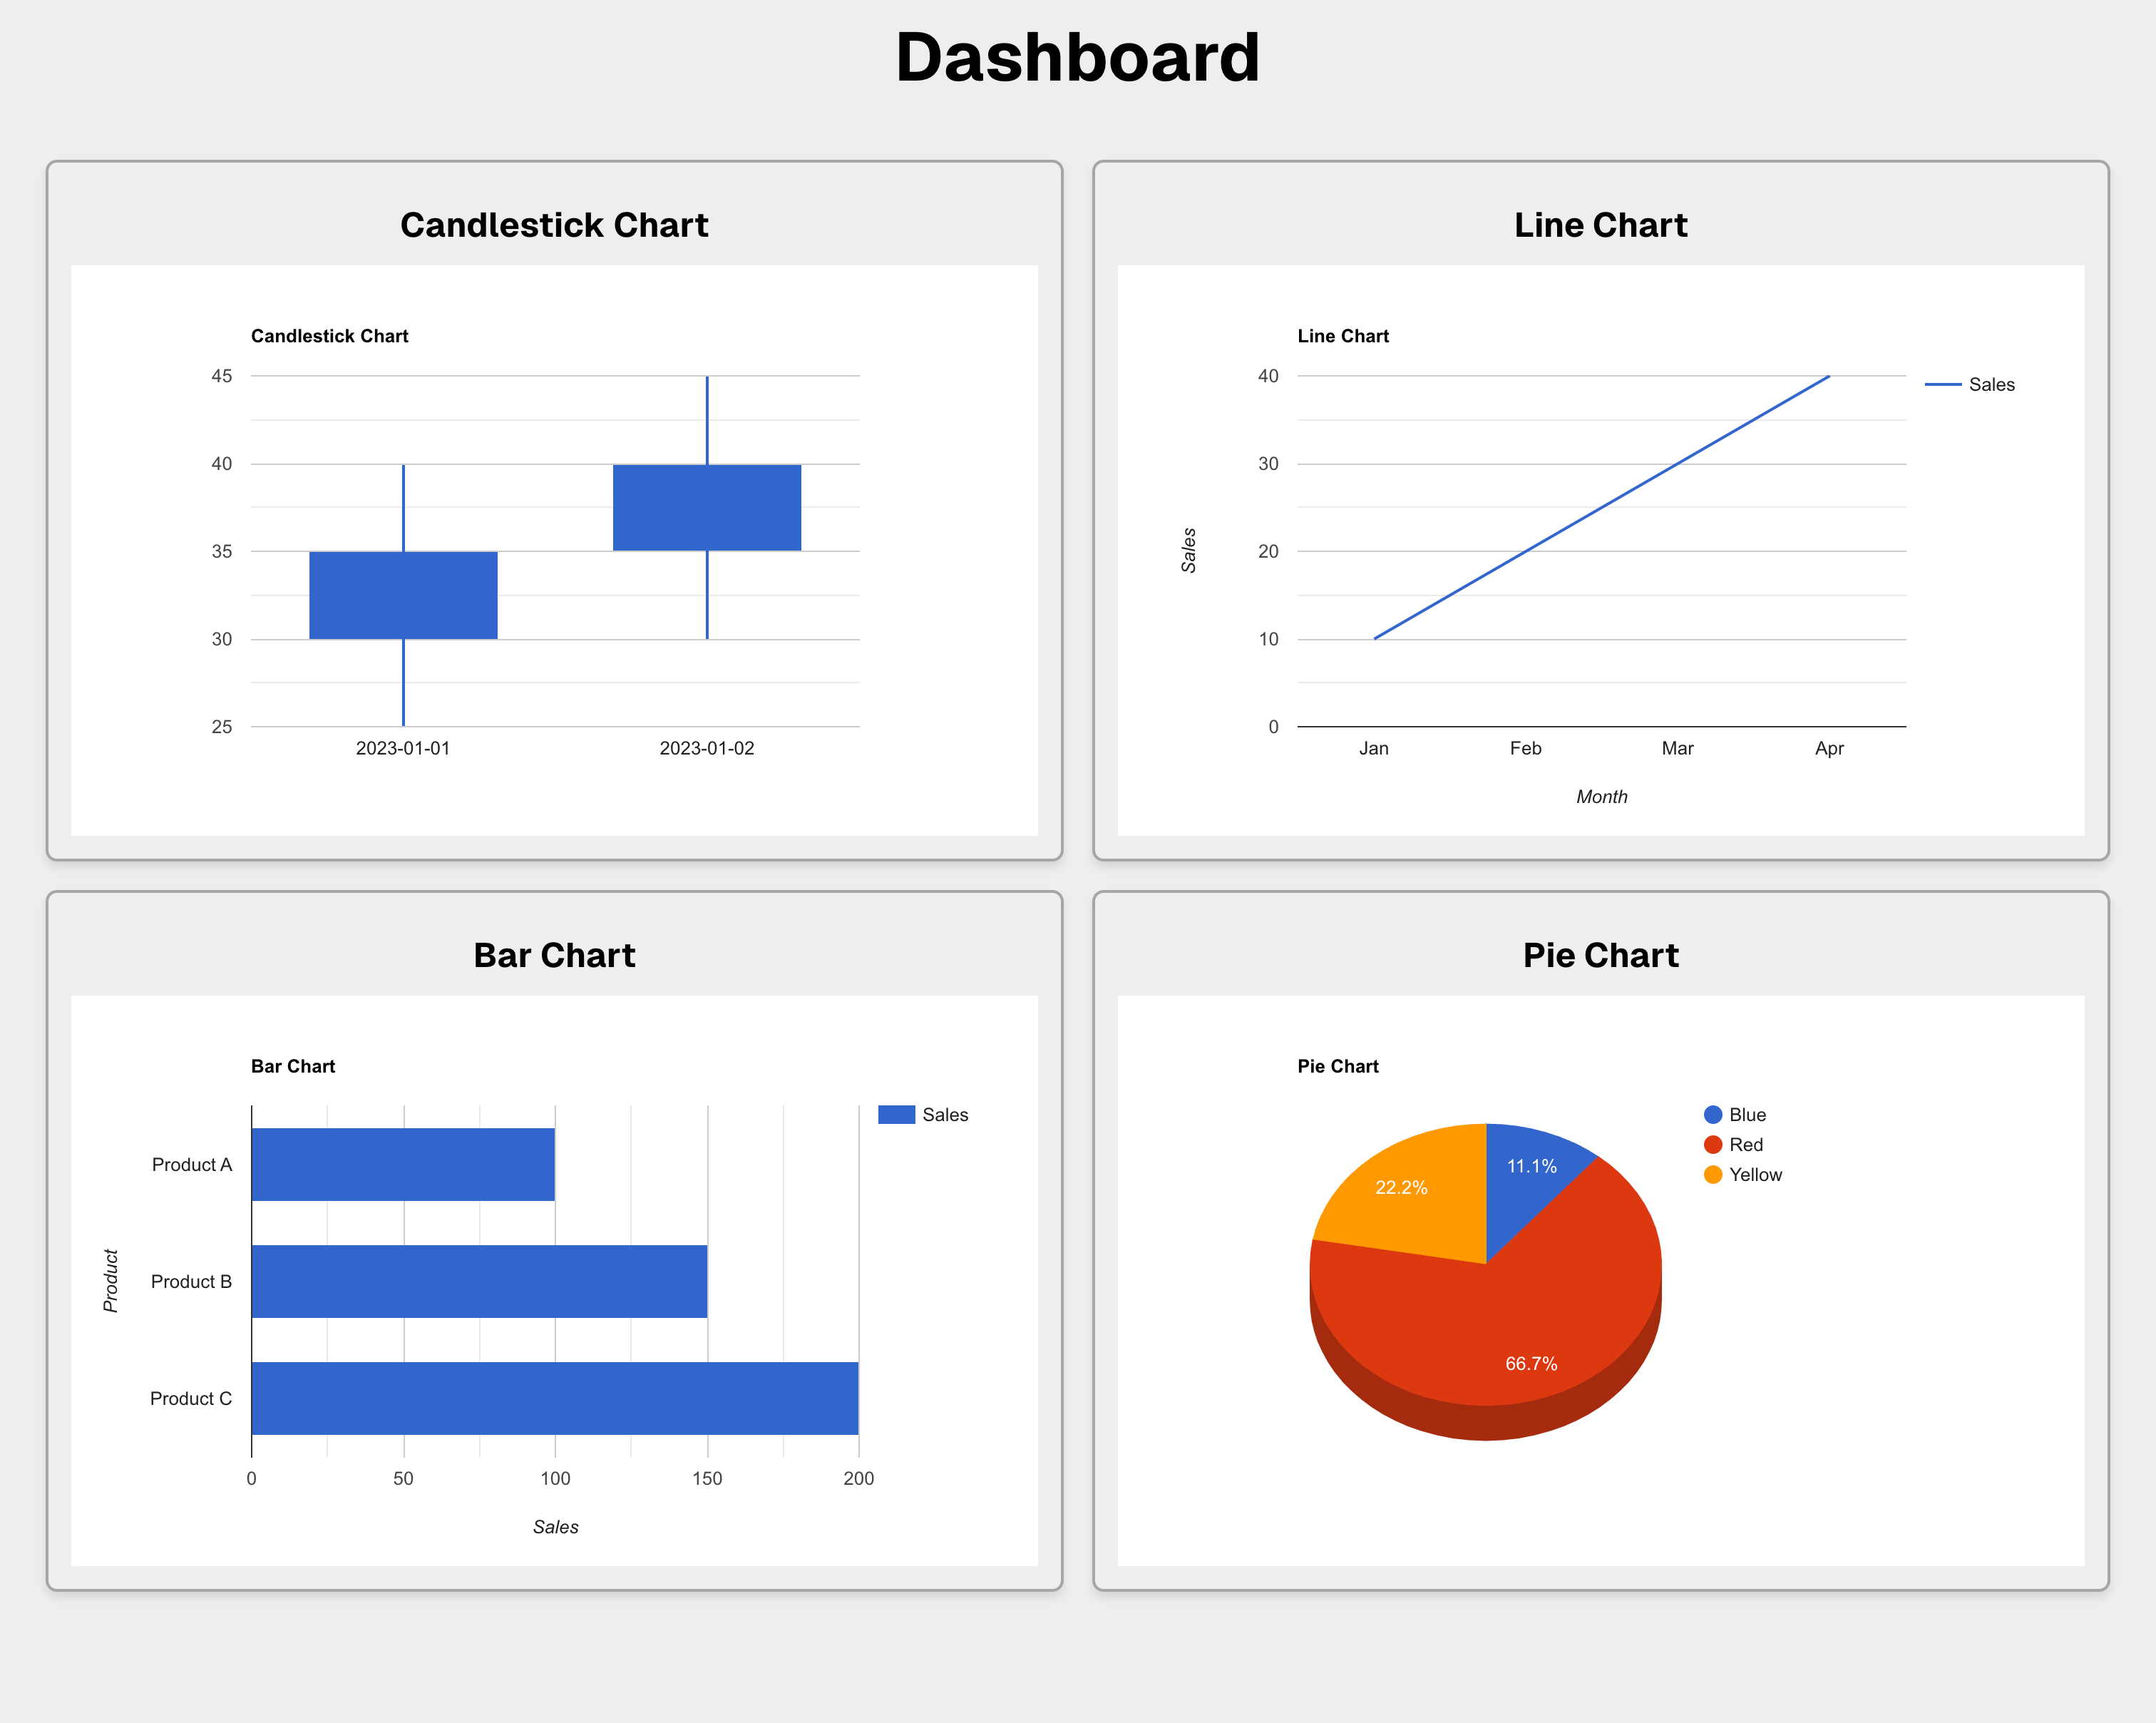 Dashboard
Candlestick Chart
Candlestick Chart
45
40
35
30
25
2023-01-01 2023-01-02
Line Chart
Line Chart
Sales
40
30
20
10
0
Sales
Jan Feb Mar Apr
Month
Bar Chart
Bar Chart
Sales
Product A
Product B
Product C
Product
0 50 100 150 200
Sales
Pie Chart
Pie Chart
Blue
Red
Yellow
11.1%
22.2%
66.7%